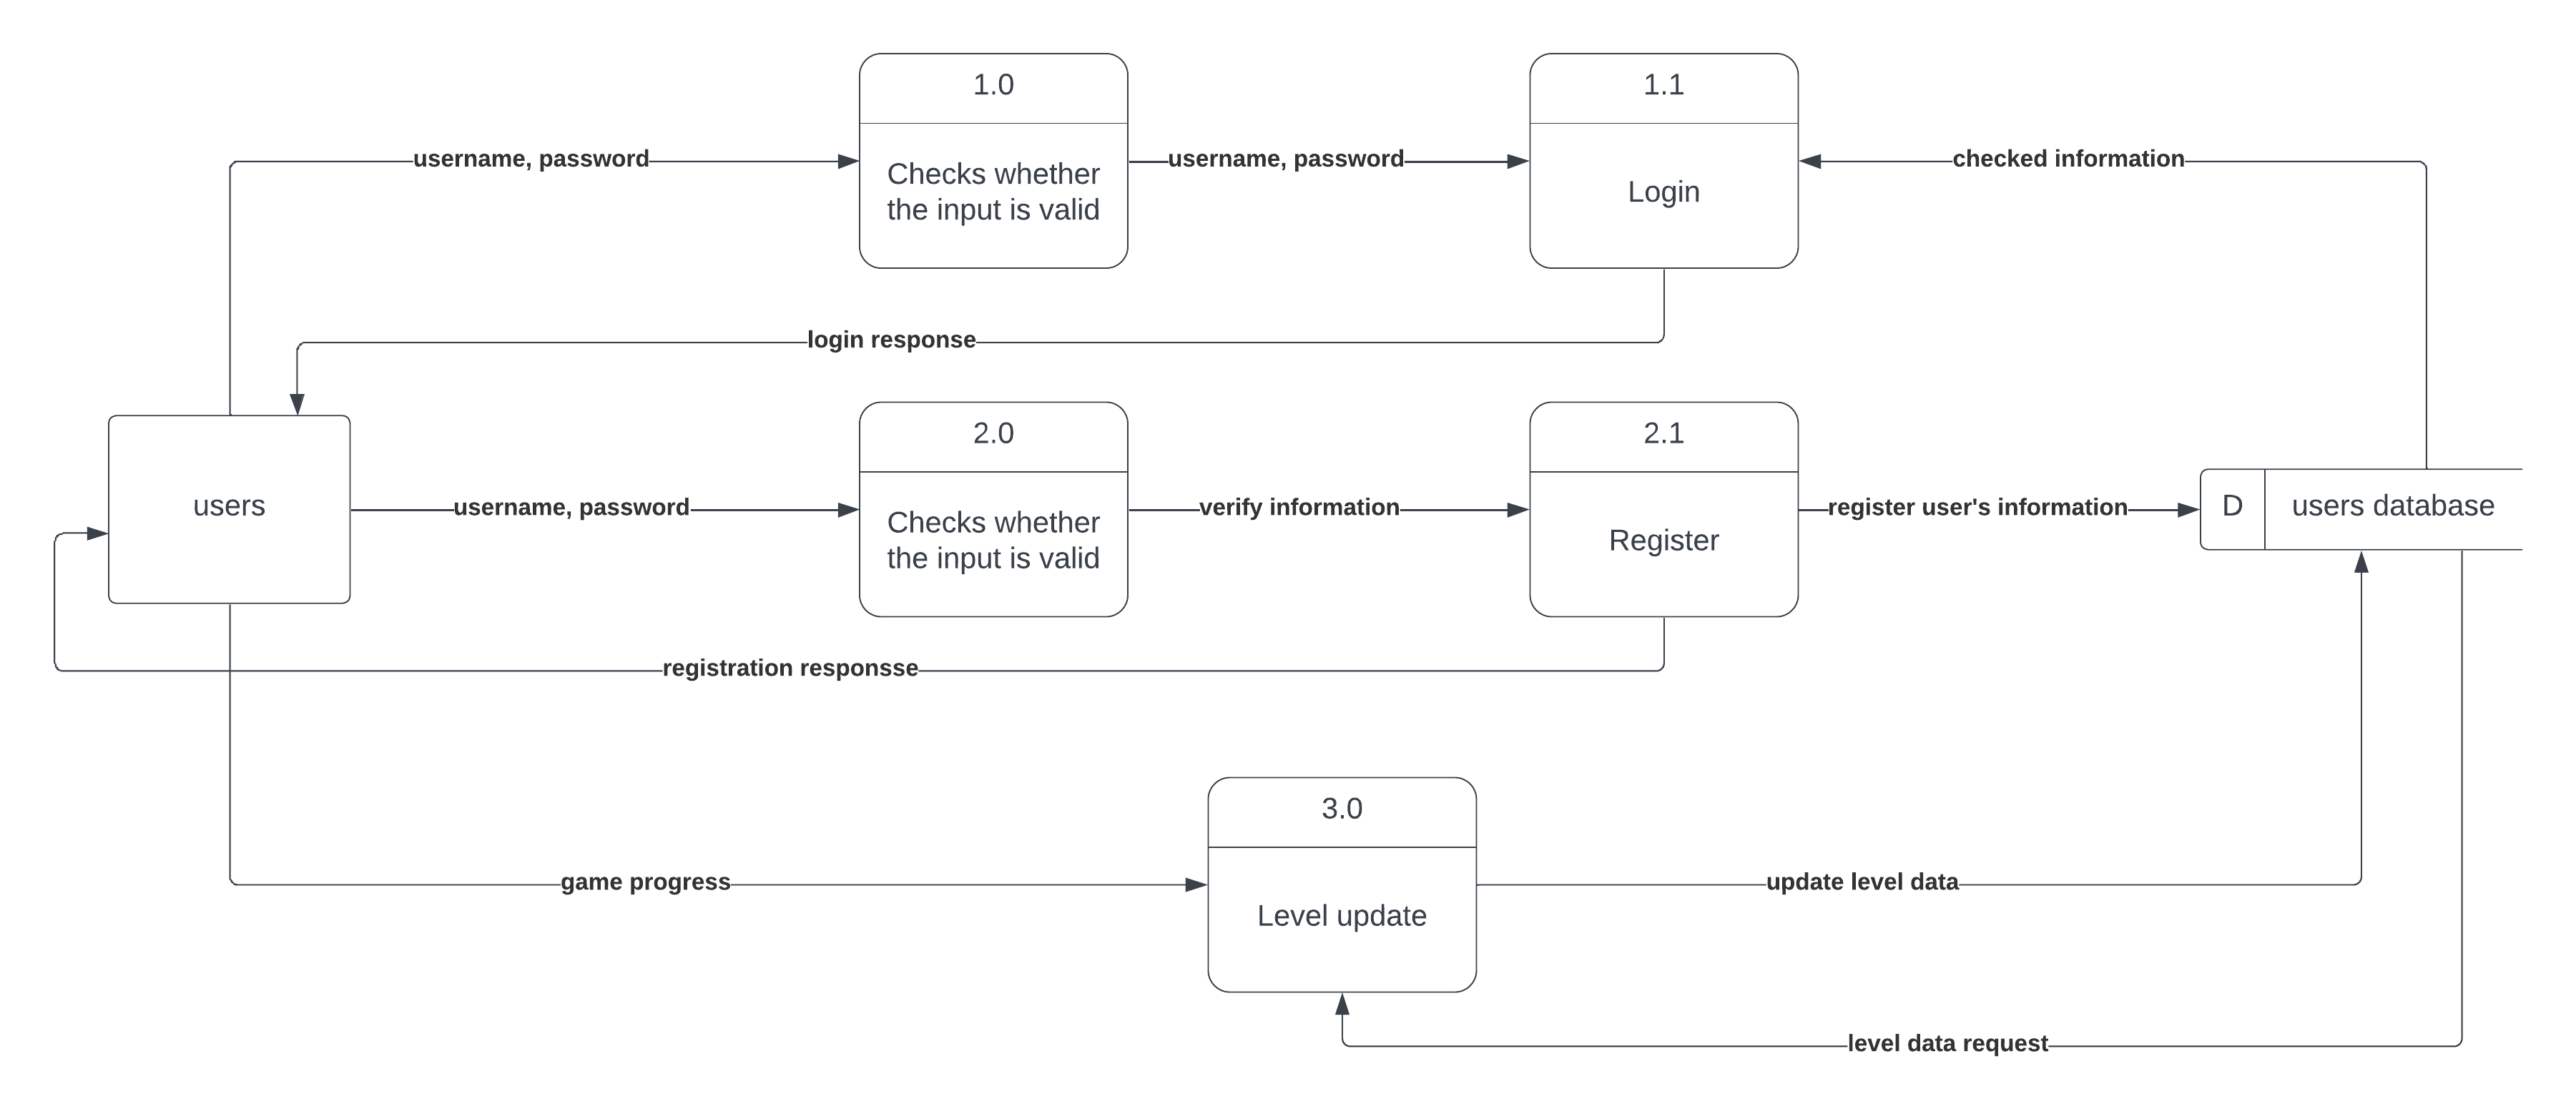 1.0
1.1
username, password
username, password
checked information
Checks whether
the input is valid
Login
login response
2.0
2.1
users
username, password
verify information
register user's information
D
users database
Checks whether
the input is valid
Register
registration responsse
3.0
game progress
update level data
Level update
level data request